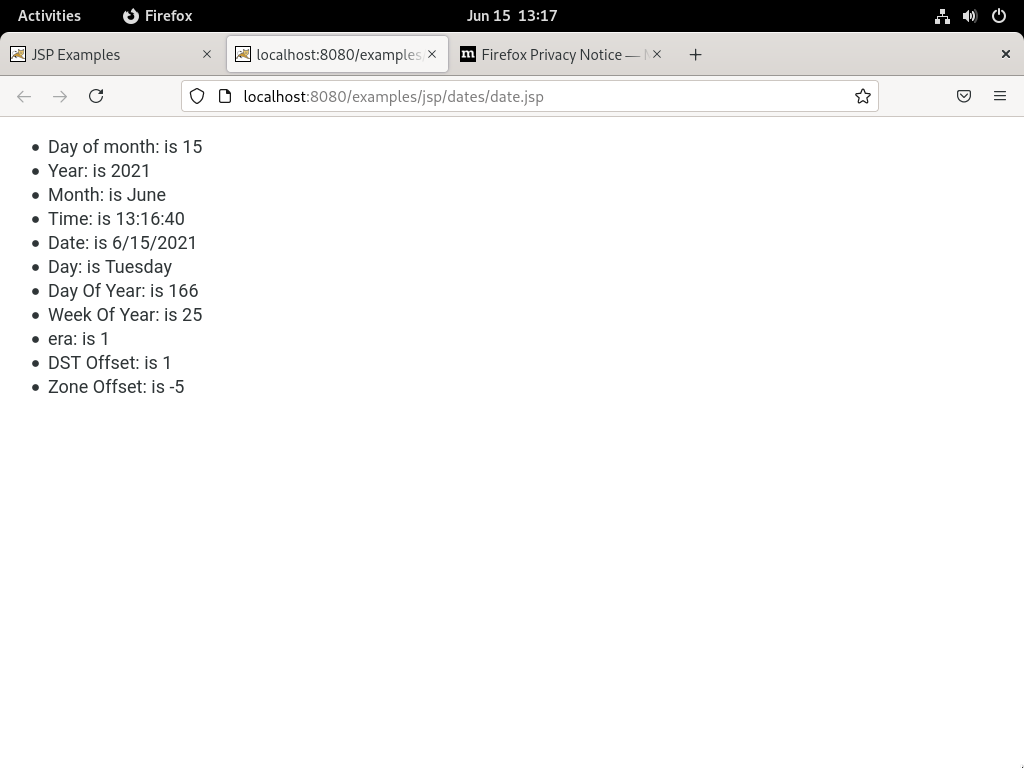 Activities Firefox Jun 15 13:17
JSP Examples localhost:8080/examples Firefox Privacy Notice —
localhost:8080/examples/jsp/dates/date.jsp
• Day of month: is 15
• Year: is 2021
• Month: is June
• Time: is 13:16:40
• Date: is 6/15/2021
• Day: is Tuesday
• Day Of Year: is 166
• Week Of Year: is 25
• era: is 1
• DST Offset: is 1
• Zone Offset: is -5